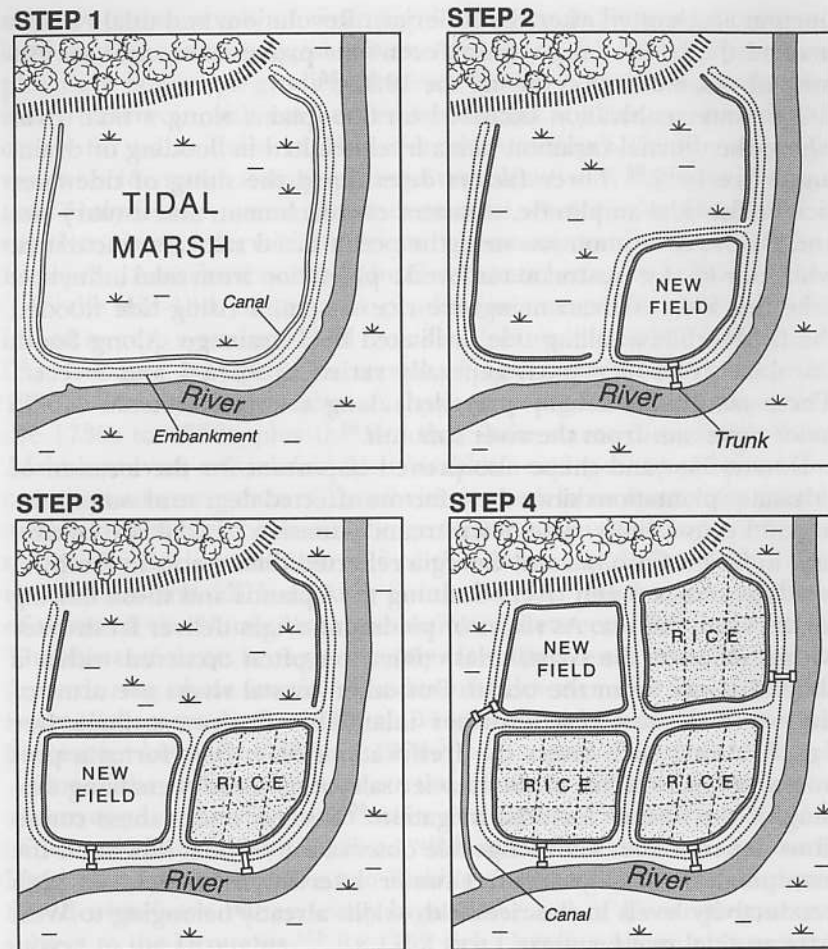 STEP 1
TIDAL
MARSH
Canal
River
Embankment
STEP 2
NEW
FIELD
River
Trunk
STEP 3
NEW
FIELD
RICE
River
STEP 4
NEW
FIELD
RICE
RICE
RICE
River
Canal